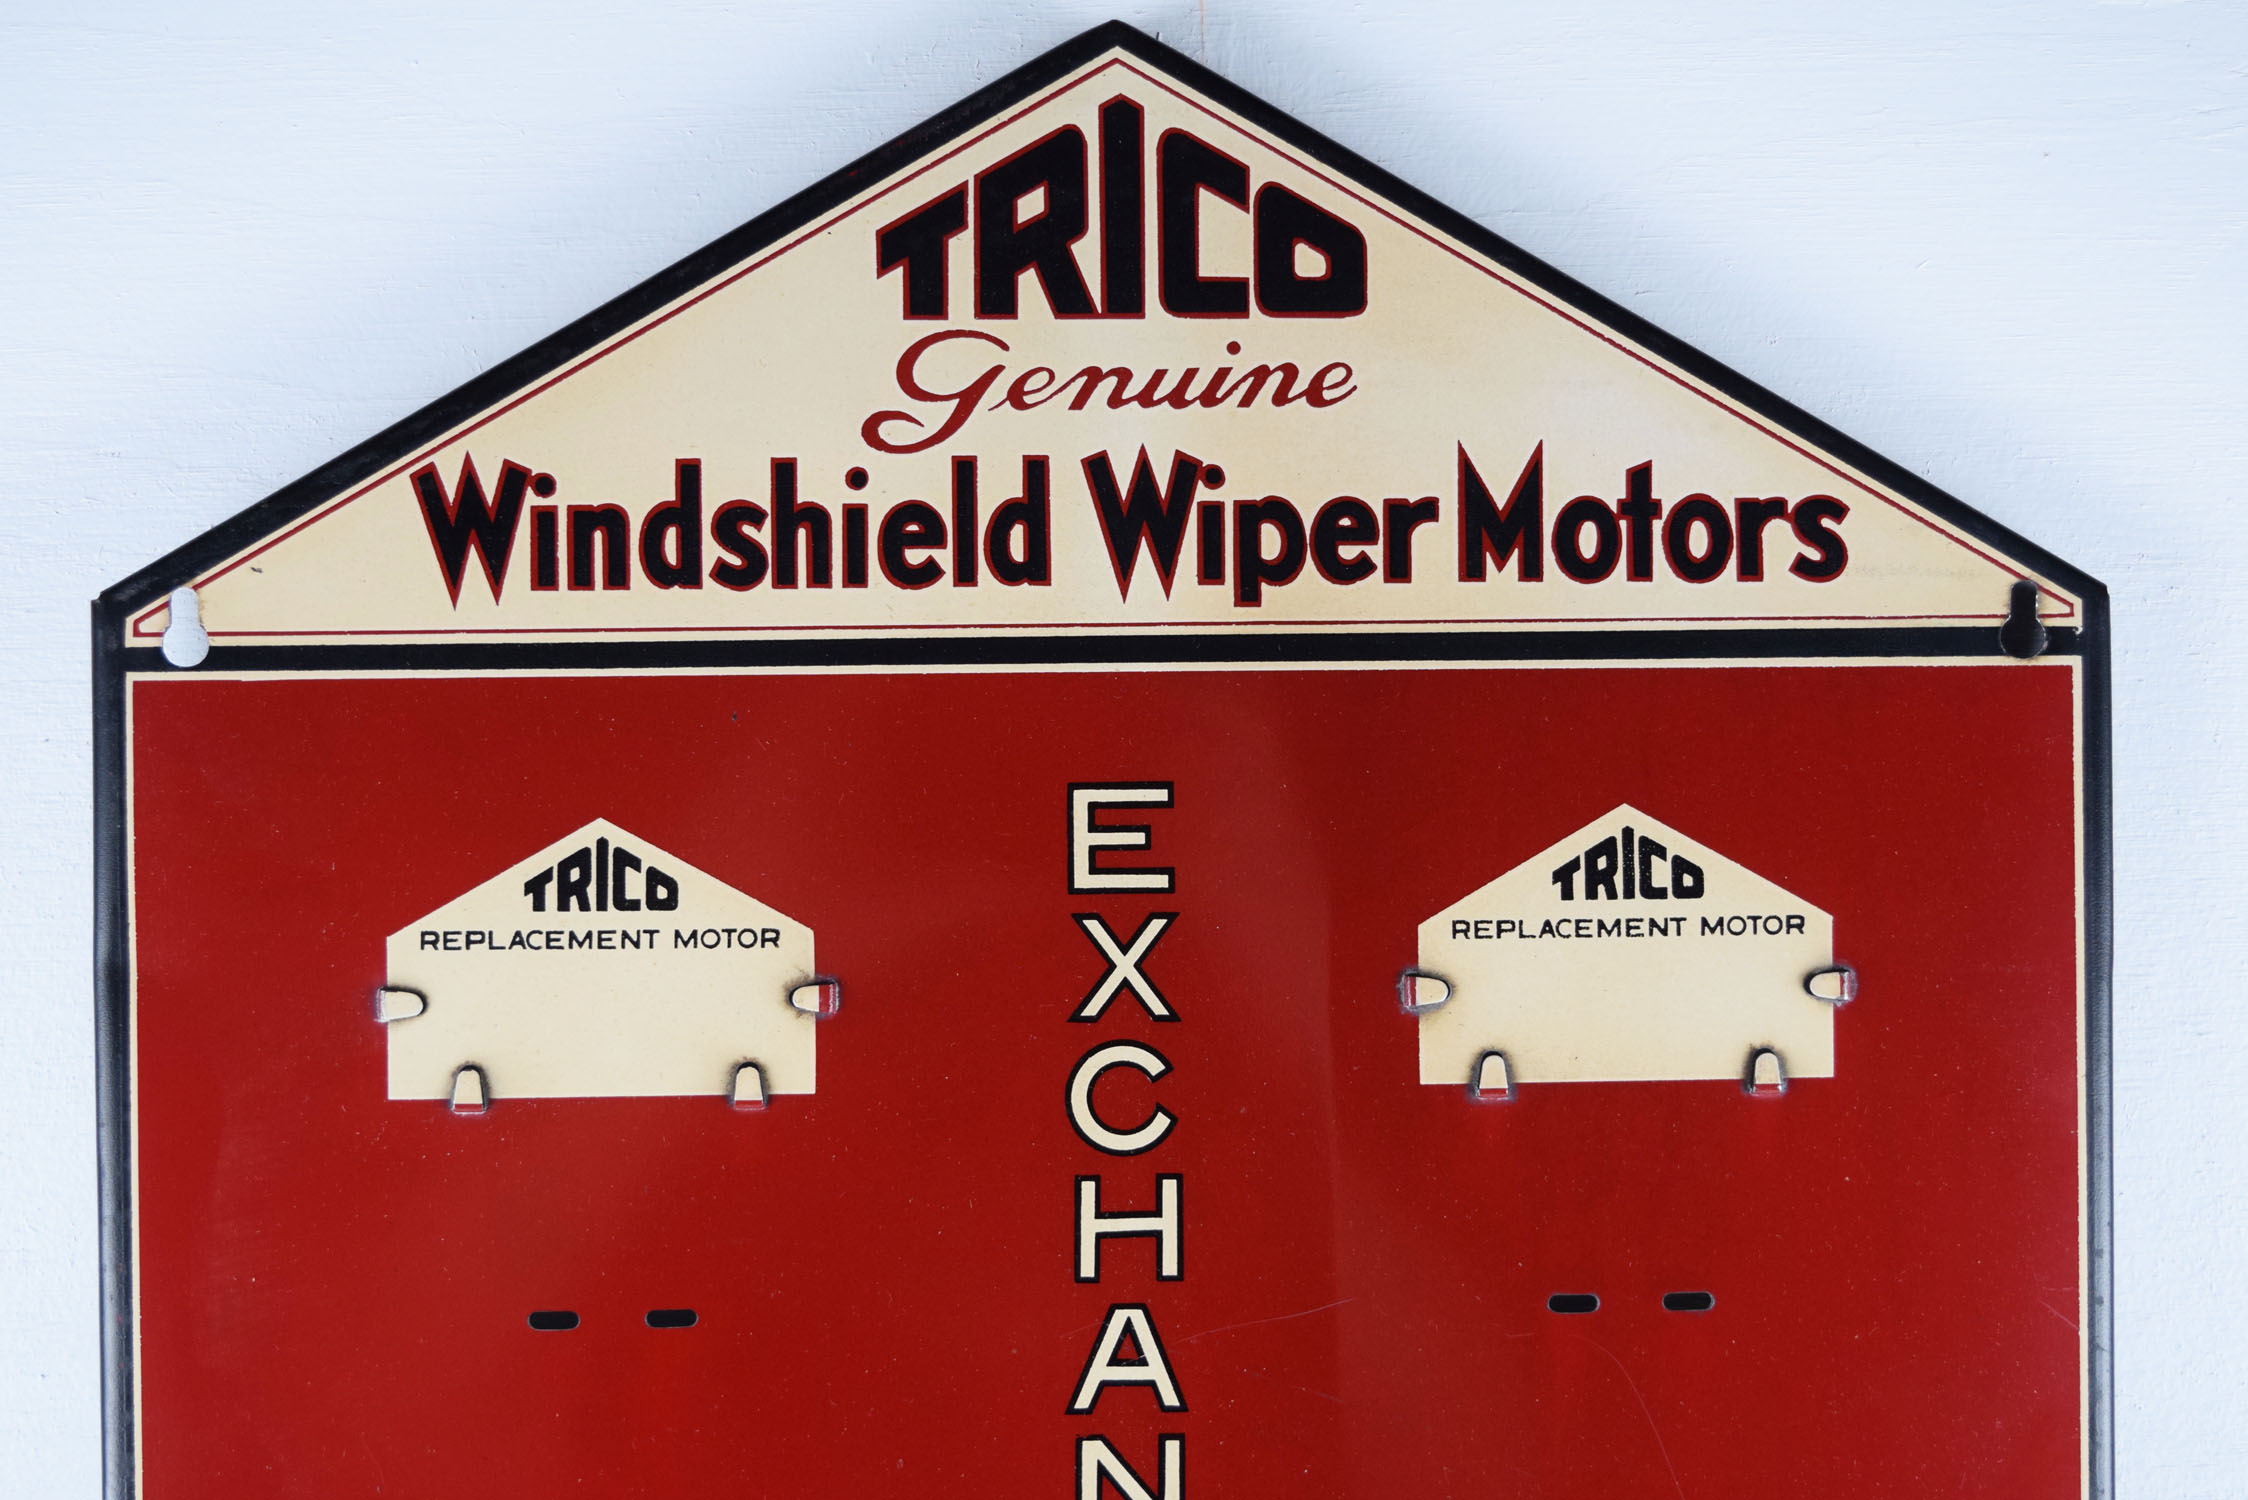 TRICO
Genuine
Windshield Wiper Motors
TRICO
REPLACEMENT MOTOR
TRICO
REPLACEMENT MOTOR
E
X
C
H
A
N